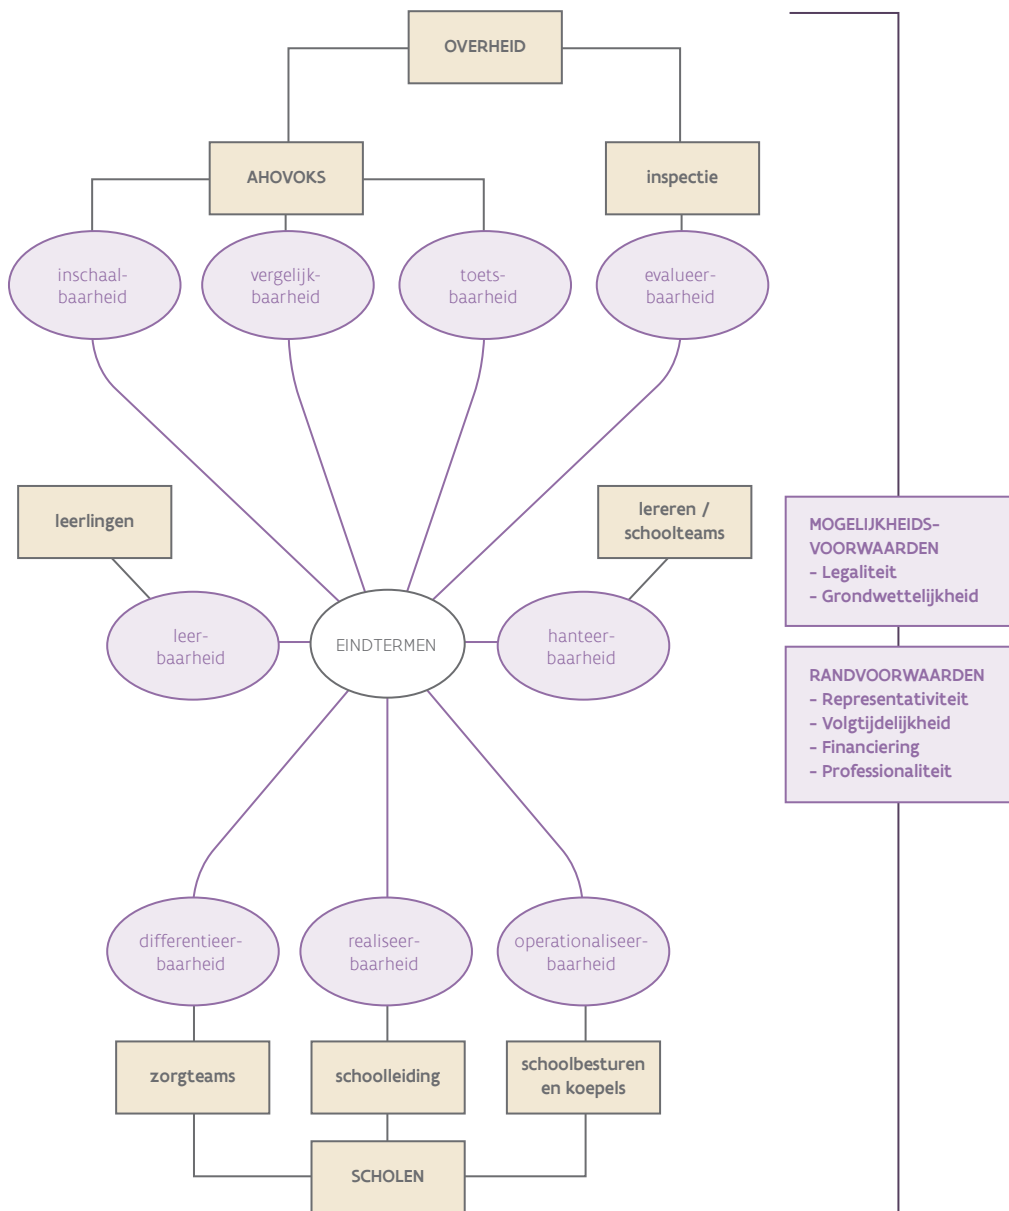 OVERHEID
AHOVOKS
inspectie
inschaal-
baarheid
vergelijk-
baarheid
toets-
baarheid
evalueer-
baarheid
leerlingen
lereren /
schoolteams
MOGELIJKHEIDS-
VOORWAARDEN
- Legaliteit
- Grondwettelijkheid
leer-
baarheid
EINDTERMEN
hanteer-
baarheid
RANDVOORWAARDEN
- Representativiteit
- Volgtijdelijkheid
- Financiering
- Professionaliteit
differentieer-
baarheid
realiseer-
baarheid
operationaliseer-
baarheid
zorgteams
schoolleiding
schoolbesturen
en koepels
SCHOLEN